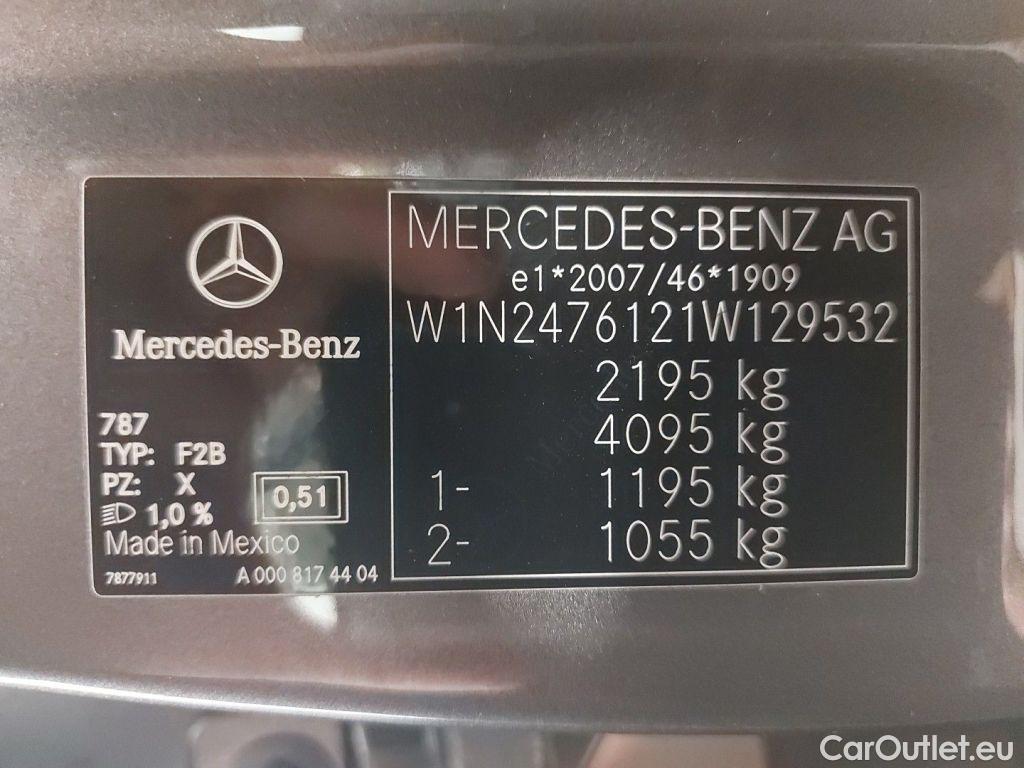 Mercedes-Benz
787
TYP: F2B
PZ: X
1,0 %
0,51
Made in Mexico
7877911 A 000 817 44 04
MERCEDES-BENZ AG
e1*2007/46*1909
W1N2476121W129532
2195 kg
4095 kg
1- 1195 kg
2- 1055 kg
CarOutlet.eu